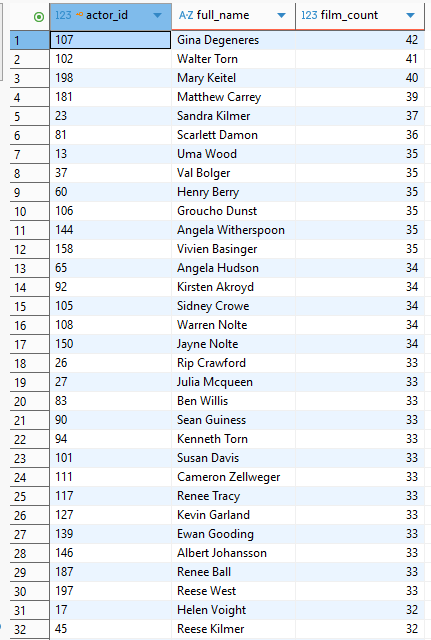 123 actor_id A-Z full_name 123 film_count
1 107 Gina Degeneres 42
2 102 Walter Torn 41
3 198 Mary Keitel 40
4 181 Matthew Carrey 39
5 23 Sandra Kilmer 37
6 81 Scarlett Damon 36
7 13 Uma Wood 35
8 37 Val Bolger 35
9 60 Henry Berry 35
10 106 Groucho Dunst 35
11 144 Angela Witherspoon 35
12 158 Vivien Basinger 35
13 65 Angela Hudson 34
14 92 Kirsten Akroyd 34
15 105 Sidney Crowe 34
16 108 Warren Nolte 34
17 150 Jayne Nolte 34
18 26 Rip Crawford 33
19 27 Julia Mcqueen 33
20 83 Ben Willis 33
21 90 Sean Guiness 33
22 94 Kenneth Torn 33
23 101 Susan Davis 33
24 111 Cameron Zellweger 33
25 117 Renee Tracy 33
26 127 Kevin Garland 33
27 139 Ewan Gooding 33
28 146 Albert Johansson 33
29 187 Renee Ball 33
30 197 Reese West 33
31 17 Helen Voight 32
32 45 Reese Kilmer 32